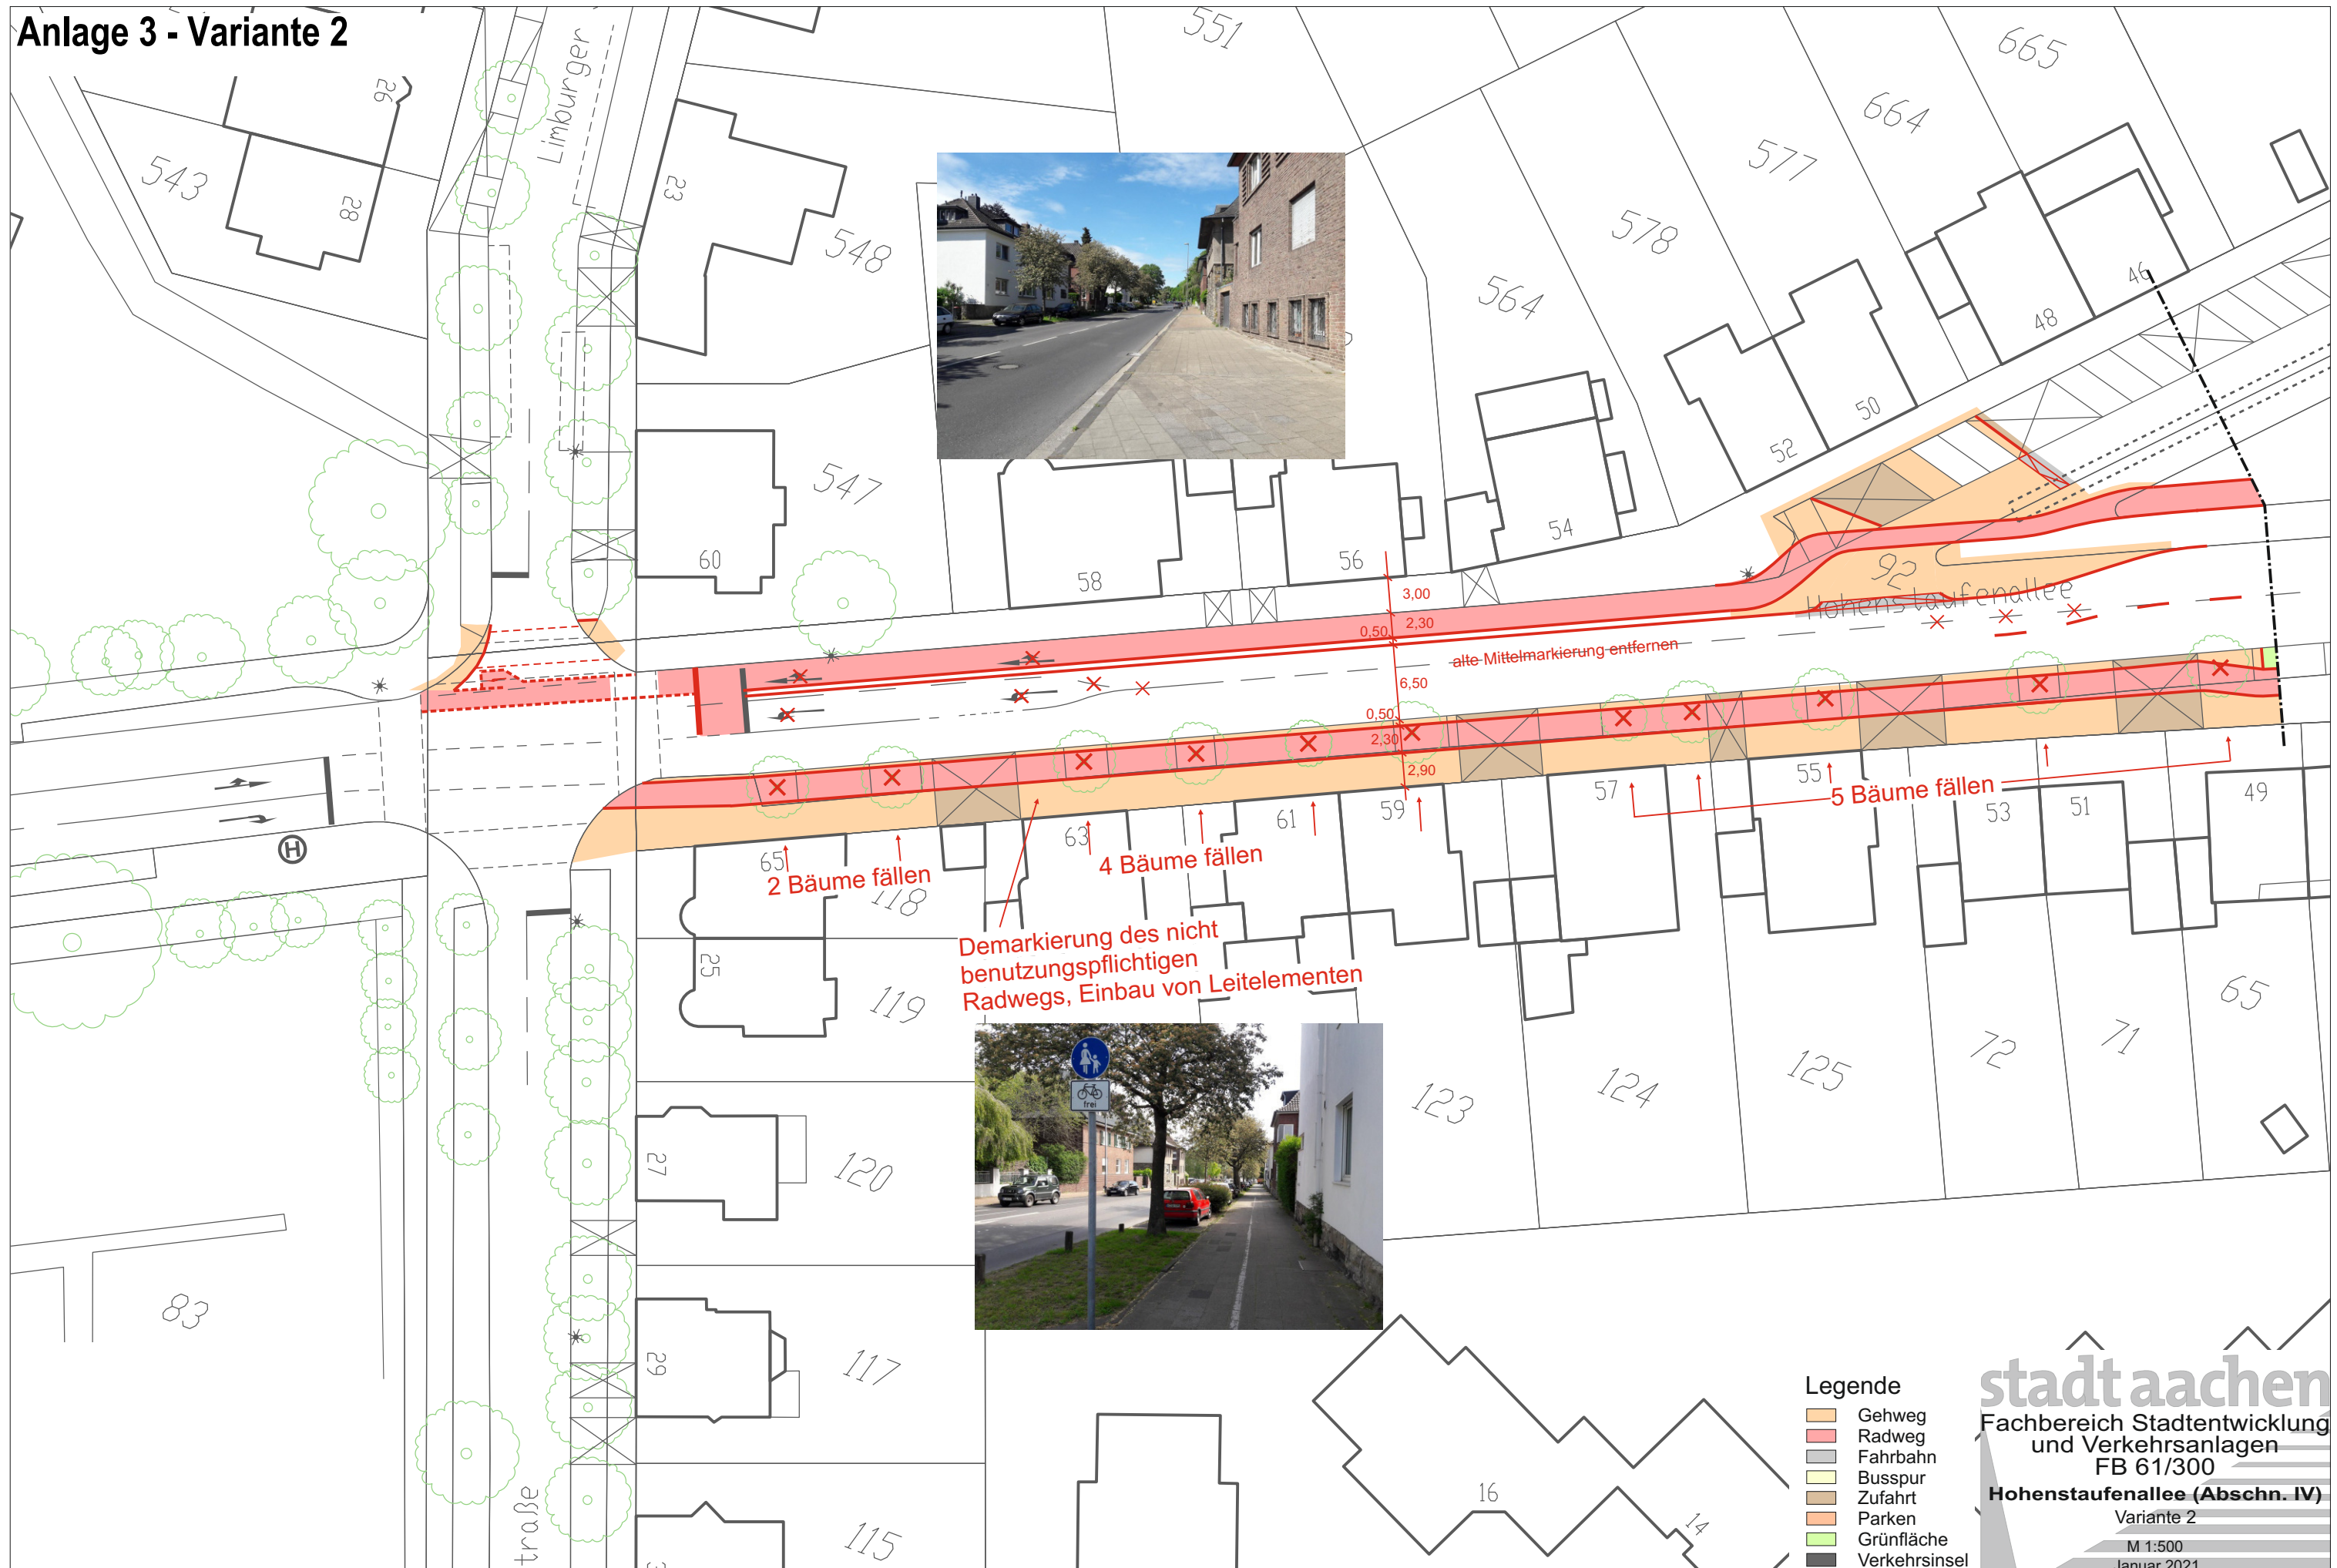 Anlage 3 - Variante 2
551
665
664
577
578
564
543
548
547
26
28
23
Limburger
60
58
56
54
52
50
48
46
92
Hohenstaufenallee
3,00
2,30
0,50
alte Mittelmarkierung entfernen
6,50
0,50
2,30
2,90
H
65
63
61
59
57
55
53
51
49
2 Bäume fällen
4 Bäume fällen
5 Bäume fällen
118
Demarkierung des nicht
benutzungspflichtigen
Radwegs, Einbau von Leitelementen
25
119
frei
123
124
125
72
71
65
27
120
83
29
117
115
traße
16
14
Legende
Gehweg
Radweg
Fahrbahn
Busspur
Zufahrt
Parken
Grünfläche
Verkehrsinsel
stadt aachen
Fachbereich Stadtentwicklung
und Verkehrsanlagen
FB 61/300
Hohenstaufenallee (Abschn. IV)
Variante 2
M 1:500
Januar 2021